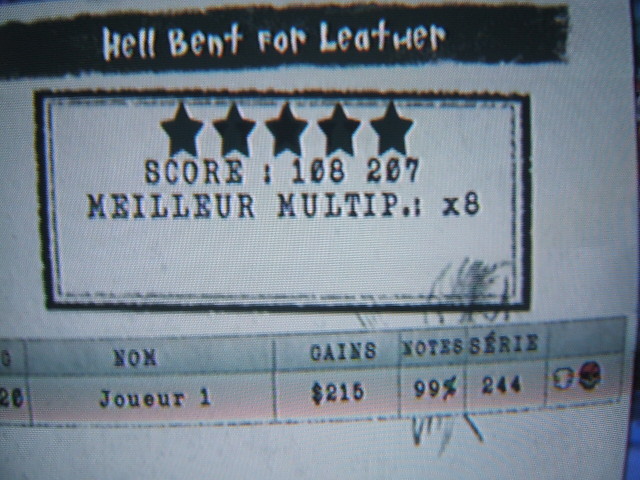 Hell Bent for Leather
SCORE : 108 207
MEILLEUR MULTIP.: x8
NOM GAINS NOTES SÉRIE
Joueur 1 $215 99% 244